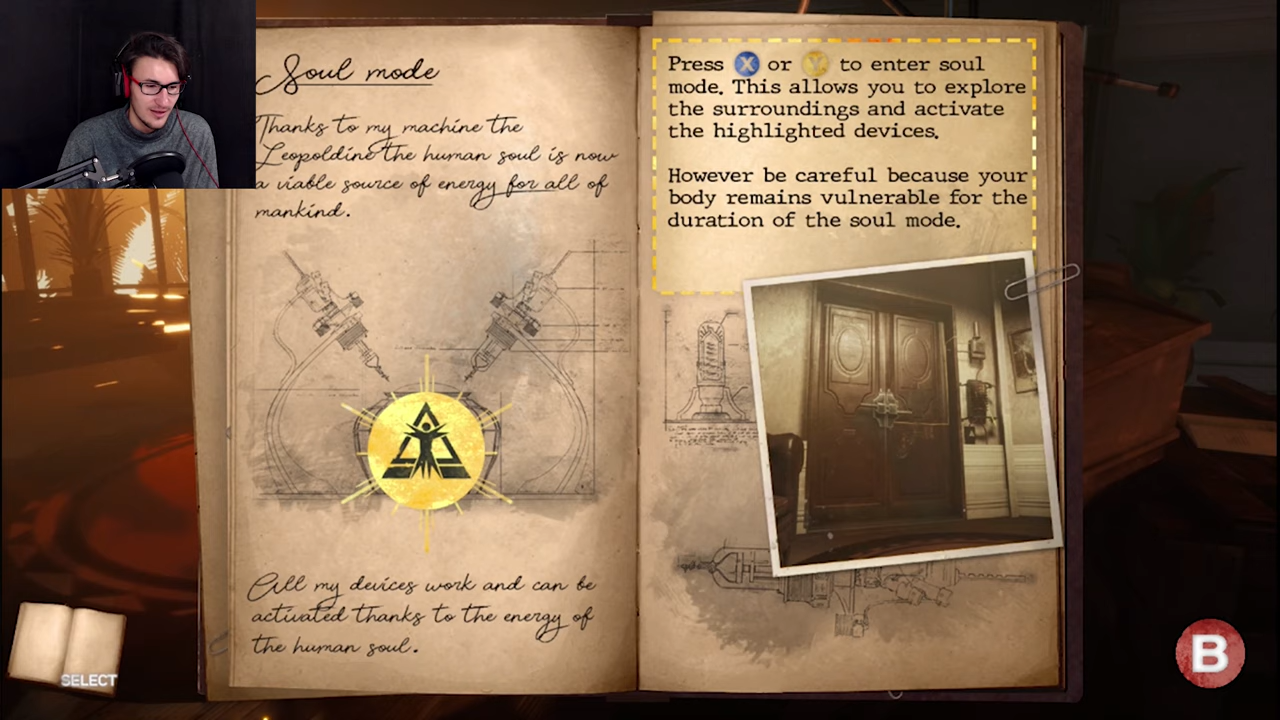 Soul mode
Thanks to my machine the
Leopoldine the human soul is now
a viable source of energy for all of
mankind.
All my devices work and can be
activated thanks to the energy of
the human soul.
Press X or Y to enter soul
mode. This allows you to explore
the surroundings and activate
the highlighted devices.
However be careful because your
body remains vulnerable for the
duration of the soul mode.
SELECT
B